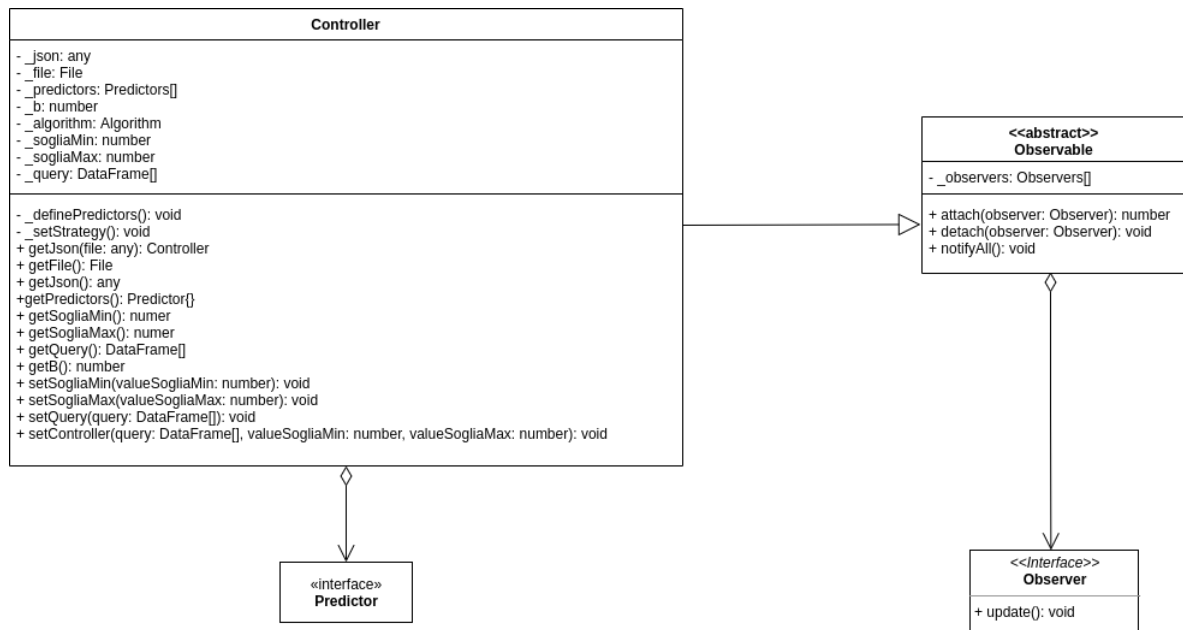 Controller
- _json: any
- _file: File
- _predictors: Predictors[]
- _b: number
- _algorithm: Algorithm
- _sogliaMin: number
- _sogliaMax: number
- _query: DataFrame[]
- _definePredictors(): void
- _setStrategy(): void
+ getJson(file: any): Controller
+ getFile(): File
+ getJson(): any
+getPredictors(): Predictor{}
+ getSogliaMin(): numer
+ getSogliaMax(): numer
+ getQuery(): DataFrame[]
+ getB(): number
+ setSogliaMin(valueSogliaMin: number): void
+ setSogliaMax(valueSogliaMax: number): void
+ setQuery(query: DataFrame[]): void
+ setController(query: DataFrame[], valueSogliaMin: number, valueSogliaMax: number): void
<<abstract>>
Observable
- _observers: Observers[]
+ attach(observer: Observer): number
+ detach(observer: Observer): void
+ notifyAll(): void
«interface»
Predictor
<<Interface>>
Observer
+ update(): void